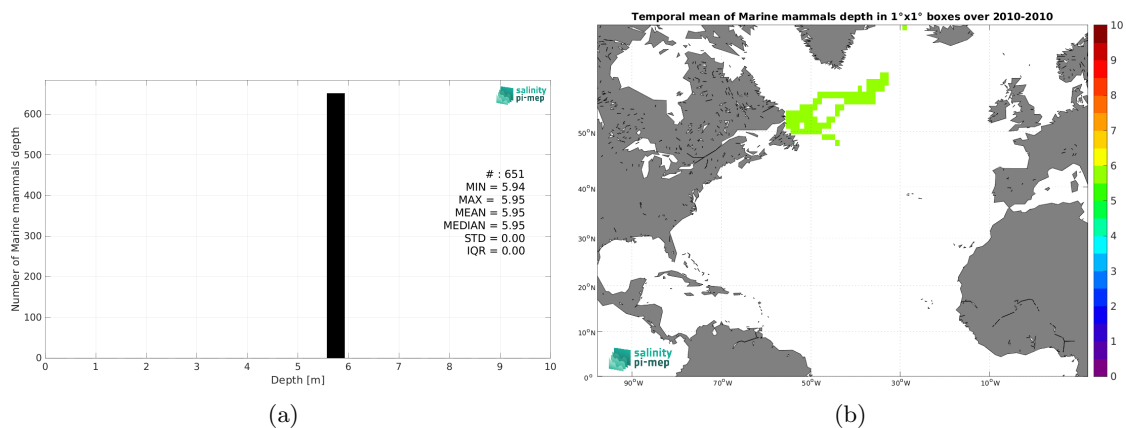 Temporal mean of Marine mammals depth in 1°x1° boxes over 2010-2010
salinity
pi-mep
Number of Marine mammals depth
600
500
400
300
200
100
0
# : 651
MIN = 5.94
MAX = 5.95
MEAN = 5.95
MEDIAN = 5.95
STD = 0.00
IQR = 0.00
0 1 2 3 4 5 6 7 8 9 10
Depth [m]
(a)
50°N
40°N
30°N
20°N
10°N
0°
90°W 70°W 50°W 30°W 10°W
salinity
pi-mep
10
9
8
7
6
5
4
3
2
1
0
(b)